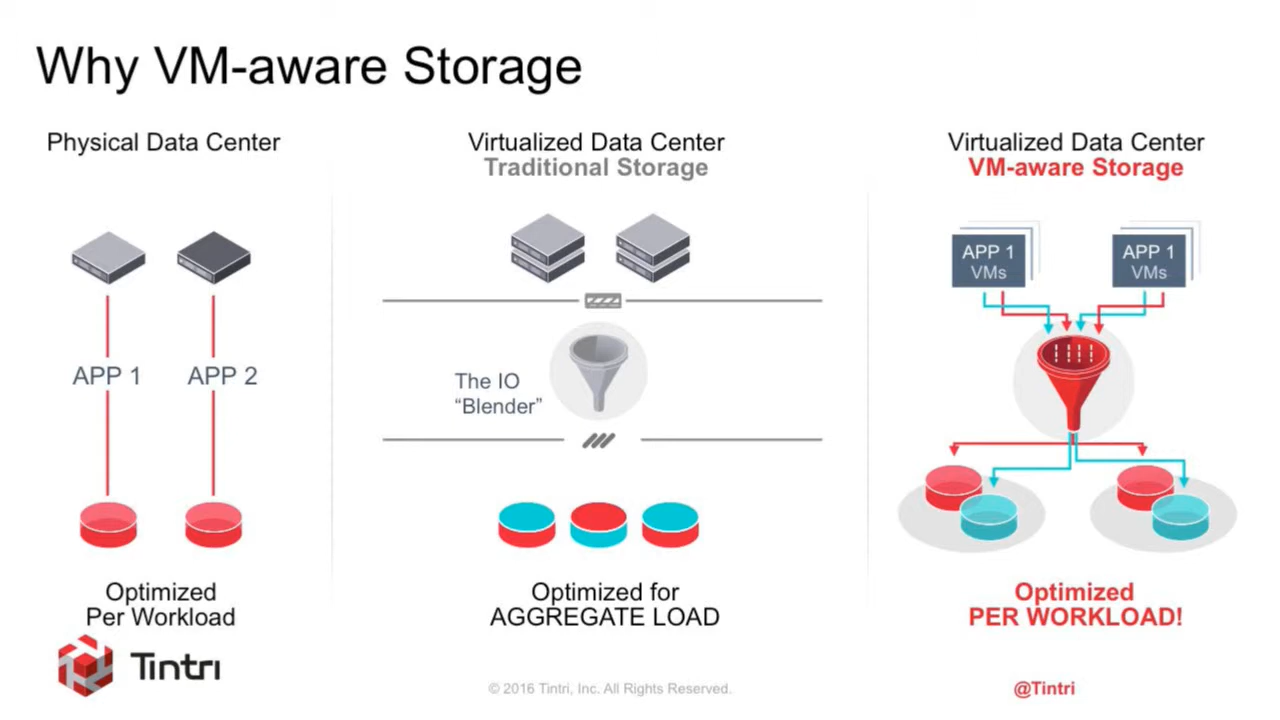 Why VM-aware Storage
Physical Data Center
APP 1
APP 2
Optimized
Per Workload
Virtualized Data Center
Traditional Storage
The IO
“Blender”
Optimized for
AGGREGATE LOAD
Virtualized Data Center
VM-aware Storage
APP 1
VMs
APP 1
VMs
Optimized
PER WORKLOAD!
Tintri
© 2016 Tintri, Inc. All Rights Reserved.
@Tintri